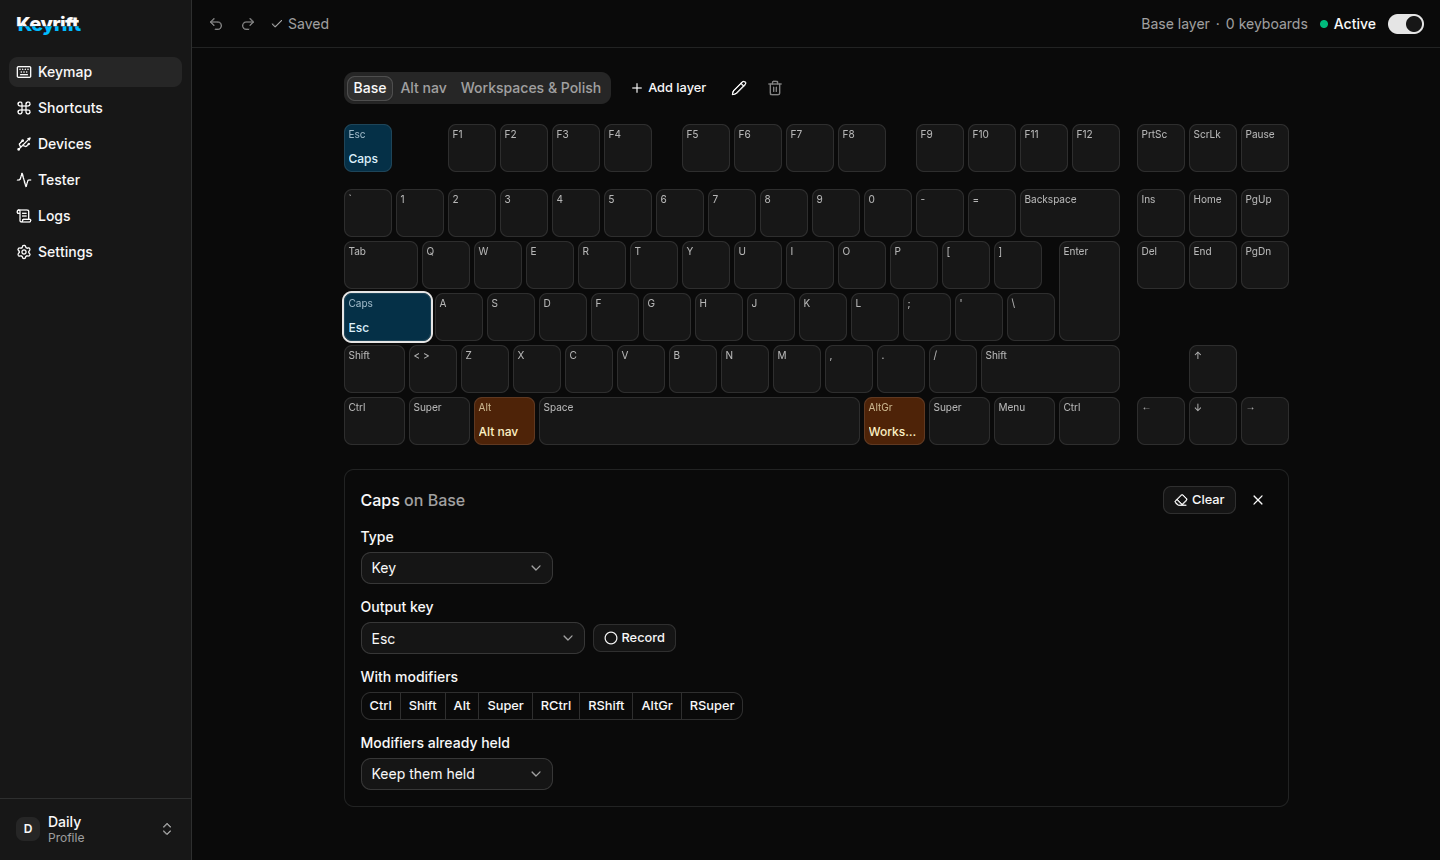 Keyrift
Saved
Base layer · 0 keyboards Active
Keymap
Shortcuts
Devices
Tester
Logs
Settings
Base Alt nav Workspaces & Polish Add layer
Esc F1 F2 F3 F4 F5 F6 F7 F8 F9 F10 F11 F12 PrtSc ScrLk Pause
Caps
` 1 2 3 4 5 6 7 8 9 0 - = Backspace Ins Home PgUp
Tab Q W E R T Y U I O P [ ] Enter Del End PgDn
Caps A S D F G H J K L ; ' \
Esc
Shift < > Z X C V B N M , . / Shift ↑
Ctrl Super Alt Space AltGr Super Menu Ctrl ← ↓ →
Alt nav Works...
Caps on Base Clear
Type
Key
Output key
Esc Record
With modifiers
Ctrl Shift Alt Super RCtrl RShift AltGr RSuper
Modifiers already held
Keep them held
D Daily
Profile